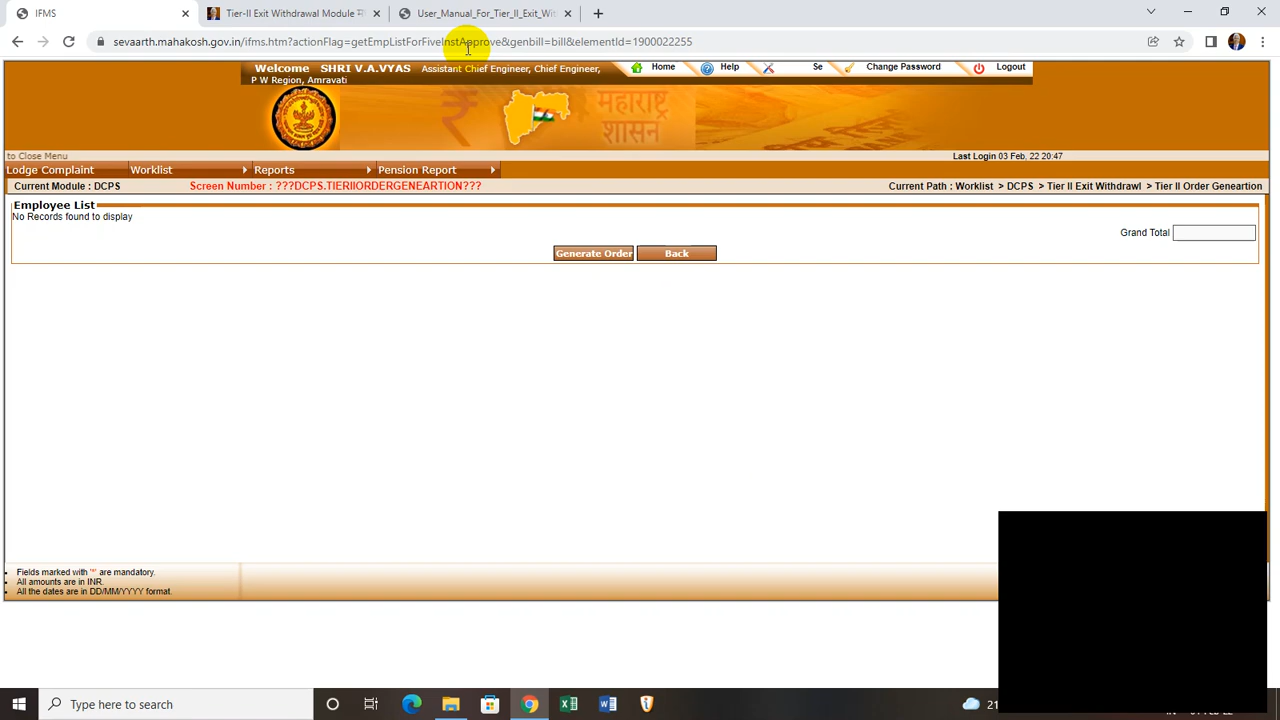 IFMS
Tier-II Exit Withdrawal Module
User_Manual_For_Tier_II_Exit_Wit
sevaarth.mahakosh.gov.in/ifms.htm?actionFlag=getEmpListForFiveInstApprove&genbill=bill&elementId=1900022255
Welcome SHRI V.A.VYAS Assistant Chief Engineer, Chief Engineer,
P W Region, Amravati
Home
Help
Se
Change Password
Logout
महाराष्ट्र
शासन
to Close Menu
Last Login 03 Feb, 22 20:47
Lodge Complaint
Worklist
Reports
Pension Report
Current Module : DCPS
Screen Number : ???DCPS.TIERIIORDERGENEARTION???
Current Path : Worklist > DCPS > Tier II Exit Withdrawl > Tier II Order Geneartion
Employee List
No Records found to display
Grand Total
Generate Order
Back
Fields marked with '*' are mandatory.
All amounts are in INR.
All the dates are in DD/MM/YYYY format.
Type here to search
21